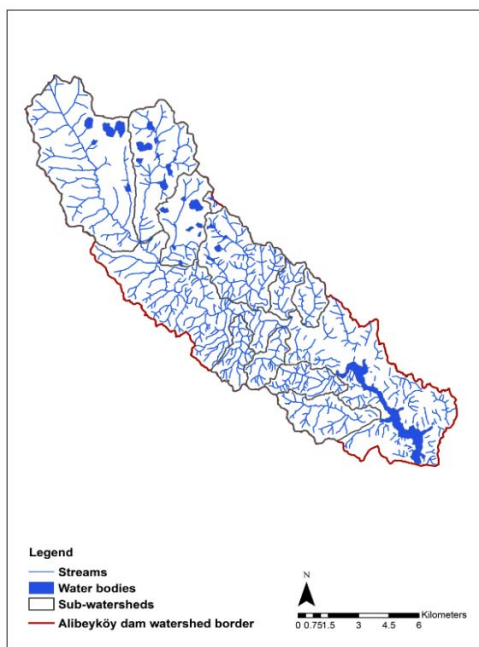 Legend
Streams
Water bodies
Sub-watersheds
Alibeyköy dam watershed border
N
Kilometers
0 0.751.5 3 4.5 6